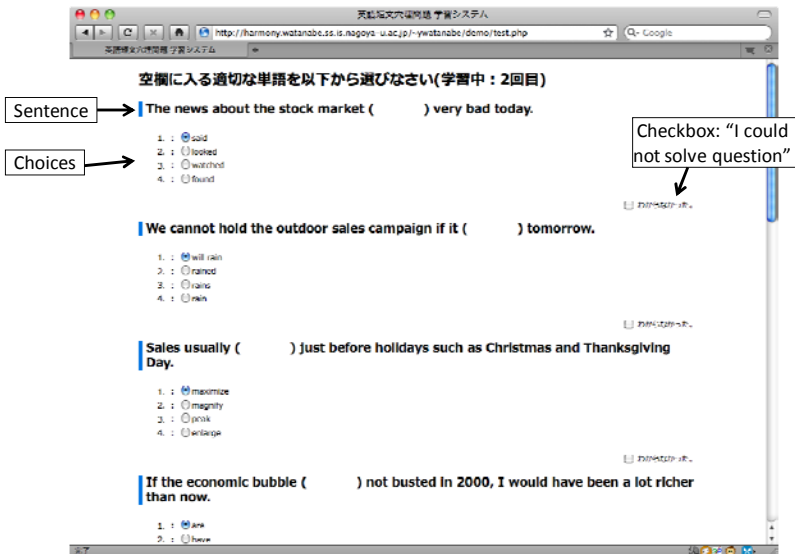 英語短文穴埋問題 学習システム
http://harmony.watanabe.ss.is.nagoya-u.ac.jp/~ywatanabe/demo/test.php
Google
英語短文穴埋問題 学習システム
空欄に入る適切な単語を以下から選びなさい(学習中：2回目)
Sentence
The news about the stock market ( ) very bad today.
Choices
1. : said
2. : looked
3. : watched
4. : found
Checkbox: "I could not solve question"
わからなかった。
We cannot hold the outdoor sales campaign if it ( ) tomorrow.
1. : will rain
2. : rained
3. : rains
4. : rain
わからなかった。
Sales usually ( ) just before holidays such as Christmas and Thanksgiving
Day.
1. : maximize
2. : magnify
3. : peak
4. : enlarge
わからなかった。
If the economic bubble ( ) not busted in 2000, I would have been a lot richer
than now.
1. : are
2. : have
完了